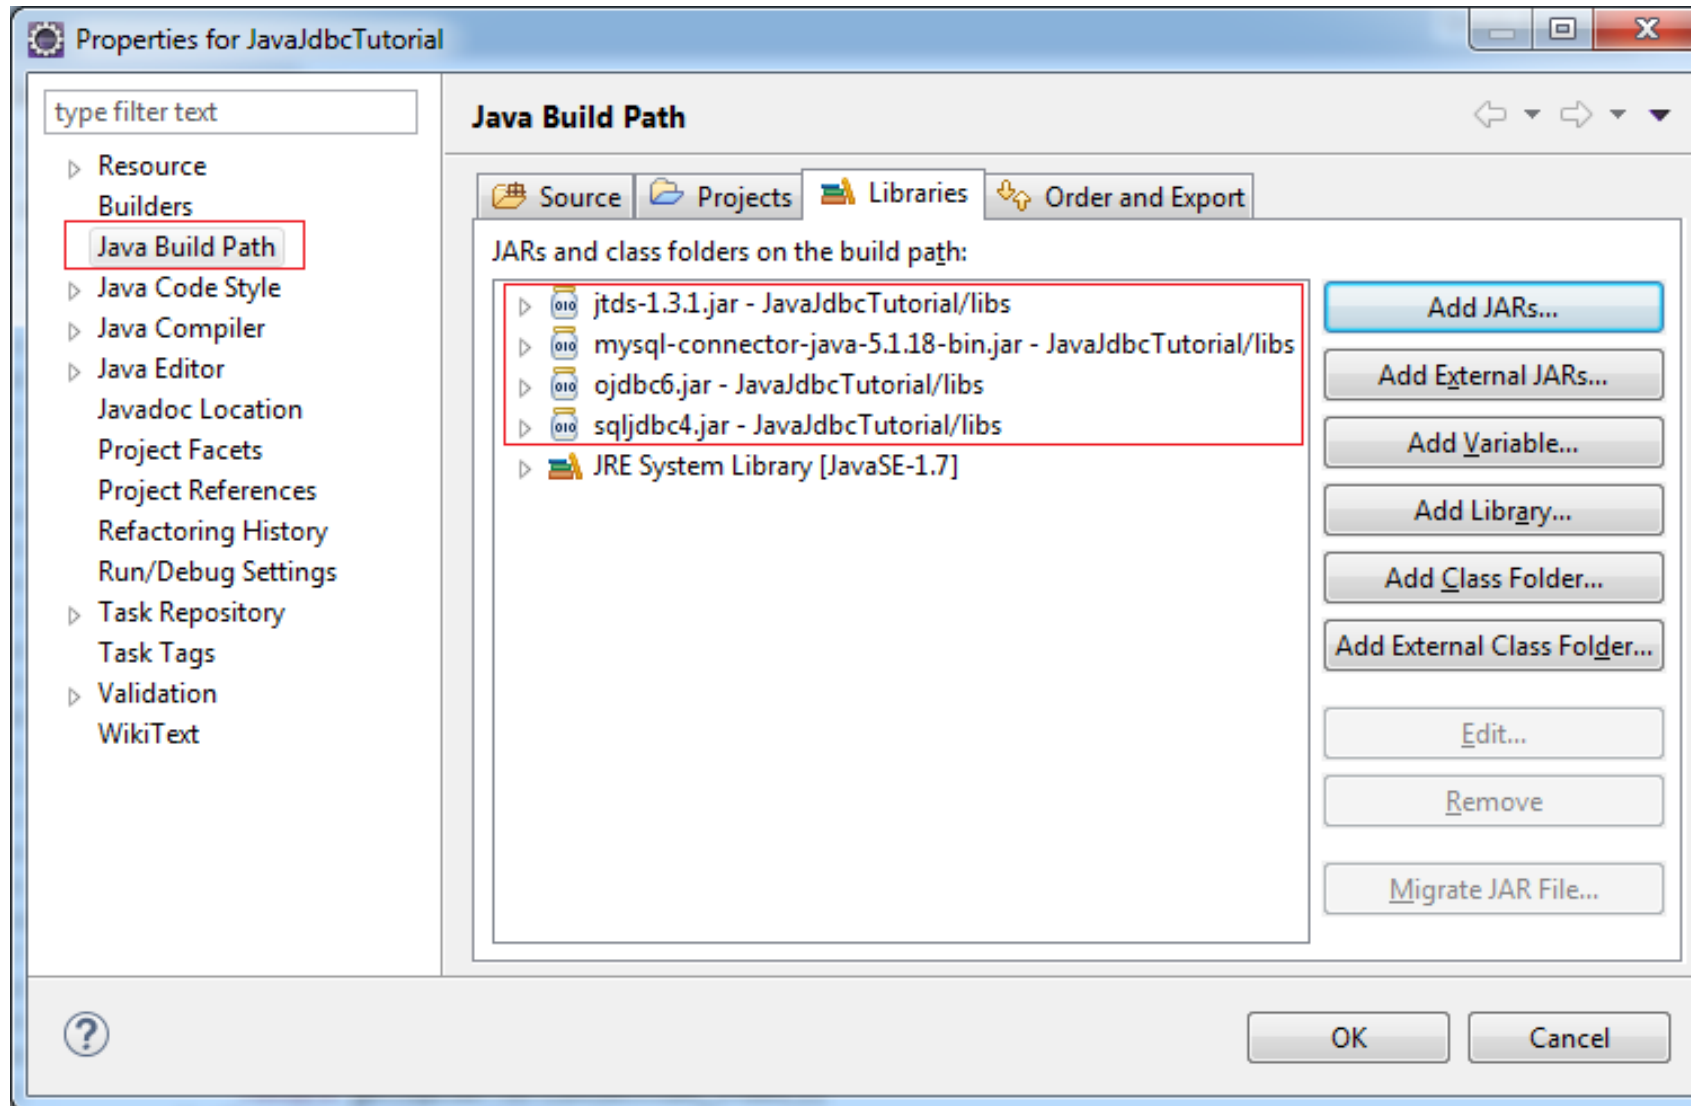 Properties for JavaJdbcTutorial
type filter text
Resource
Builders
Java Build Path
Java Code Style
Java Compiler
Java Editor
Javadoc Location
Project Facets
Project References
Refactoring History
Run/Debug Settings
Task Repository
Task Tags
Validation
WikiText
Java Build Path
Source Projects Libraries Order and Export
JARs and class folders on the build path:
jtds-1.3.1.jar - JavaJdbcTutorial/libs
mysql-connector-java-5.1.18-bin.jar - JavaJdbcTutorial/libs
ojdbc6.jar - JavaJdbcTutorial/libs
sqljdbc4.jar - JavaJdbcTutorial/libs
JRE System Library [JavaSE-1.7]
Add JARs...
Add External JARs...
Add Variable...
Add Library...
Add Class Folder...
Add External Class Folder...
Edit...
Remove
Migrate JAR File...
OK Cancel